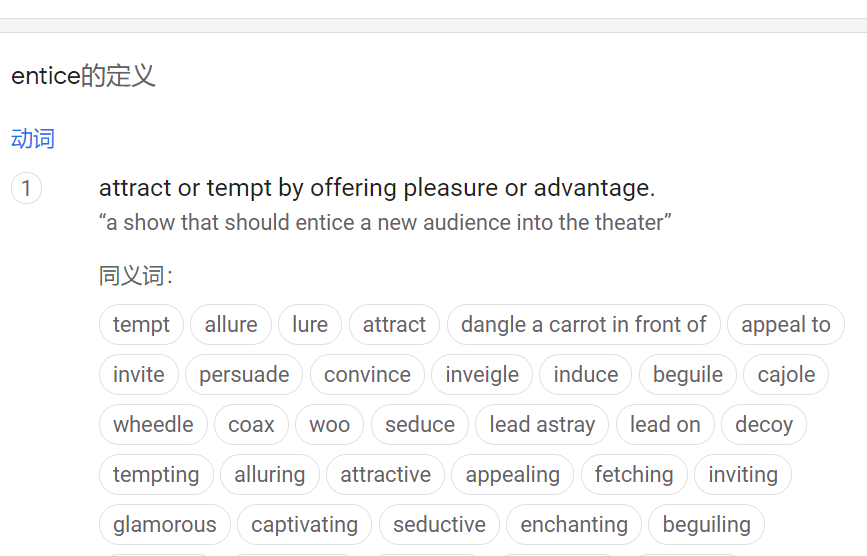 entice的定义
动词
1 attract or tempt by offering pleasure or advantage.
“a show that should entice a new audience into the theater”
同义词：
tempt allure lure attract dangle a carrot in front of appeal to
invite persuade convince inveigle induce beguile cajole
wheedle coax woo seduce lead astray lead on decoy
tempting alluring attractive appealing fetching inviting
glamorous captivating seductive enchanting beguiling